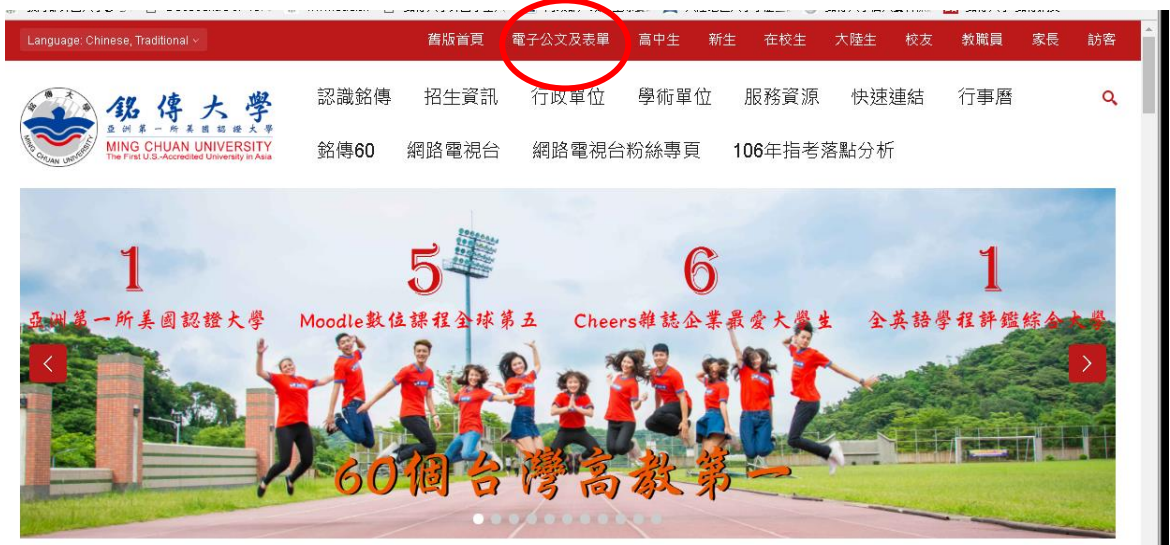 Language: Chinese, Traditional
舊版首頁 電子公文及表單 高中生 新生 在校生 大陸生 校友 教職員 家長 訪客
銘傳大學
MING CHUAN UNIVERSITY
銘傳大學
亞洲第一所美國認證大學
MING CHUAN UNIVERSITY
The First U.S.-Accredited University in Asia
認識銘傳 招生資訊 行政單位 學術單位 服務資源 快速連結 行事曆
銘傳60 網路電視台 網路電視台粉絲專頁 106年指考落點分析
1 5 6 1
亞洲第一所美國認證大學 Moodle數位課程全球第五 Cheers雜誌企業最愛大學生 全英語學程評鑑綜合大學
60個台灣高教第一